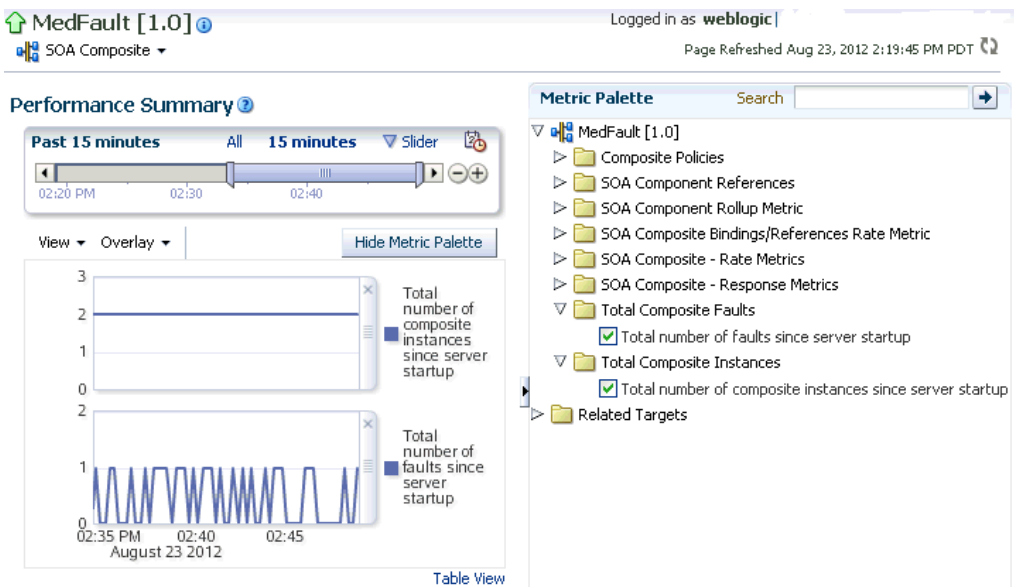 MedFault [1.0]
Logged in as weblogic|
SOA Composite
Page Refreshed Aug 23, 2012 2:19:45 PM PDT
Performance Summary
Past 15 minutes All 15 minutes Slider
02:20 PM 02:30 02:40
View Overlay Hide Metric Palette
3
2
1
0
Total
number of
composite
instances
since server
startup
2
1
0
Total
number of
faults since
server
startup
02:35 PM 02:40 02:45
August 23 2012
Table View
Metric Palette Search
MedFault [1.0]
Composite Policies
SOA Component References
SOA Component Rollup Metric
SOA Composite Bindings/References Rate Metric
SOA Composite - Rate Metrics
SOA Composite - Response Metrics
Total Composite Faults
Total number of faults since server startup
Total Composite Instances
Total number of composite instances since server startup
Related Targets